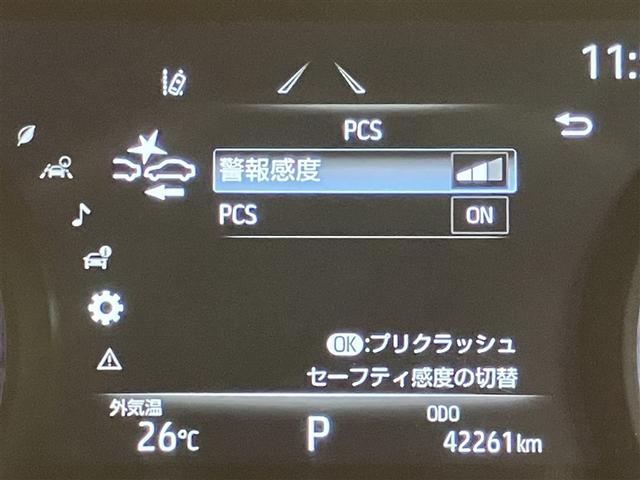 11:
PCS
警報感度
PCS ON
OK:プリクラッシュ
セーフティ感度の切替
外気温
26℃
P
ODO
42261km